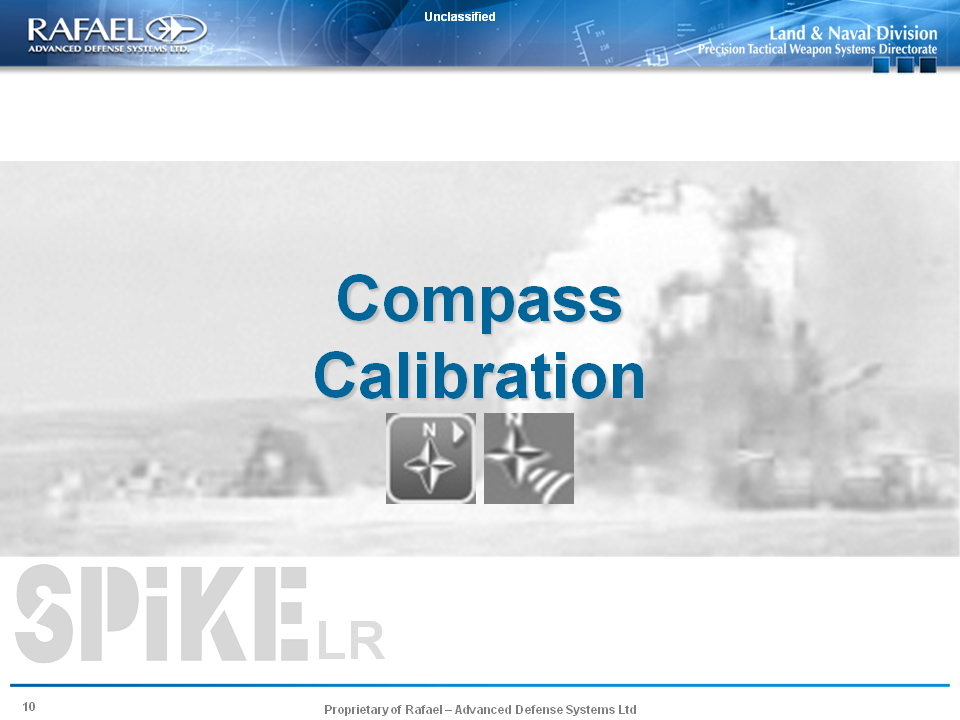 Unclassified
RAFAEL
ADVANCED DEFENSE SYSTEMS LTD.
Land & Naval Division
Precision Tactical Weapon Systems Directorate
Compass
Calibration
N
N
SPIKE LR
10
Proprietary of Rafael – Advanced Defense Systems Ltd